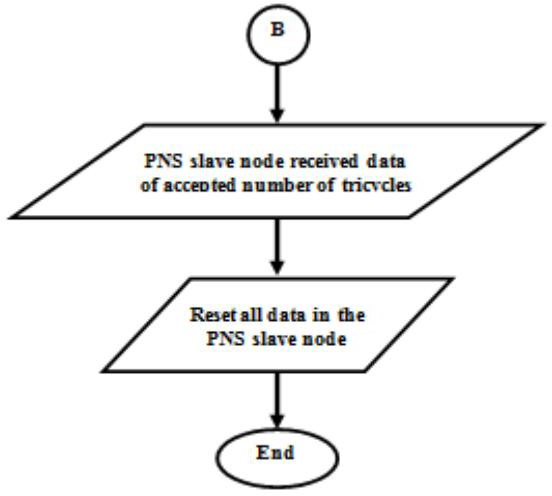 B
PNS slave node received data
of accepted number of tricycles
Reset all data in the
PNS slave node
End